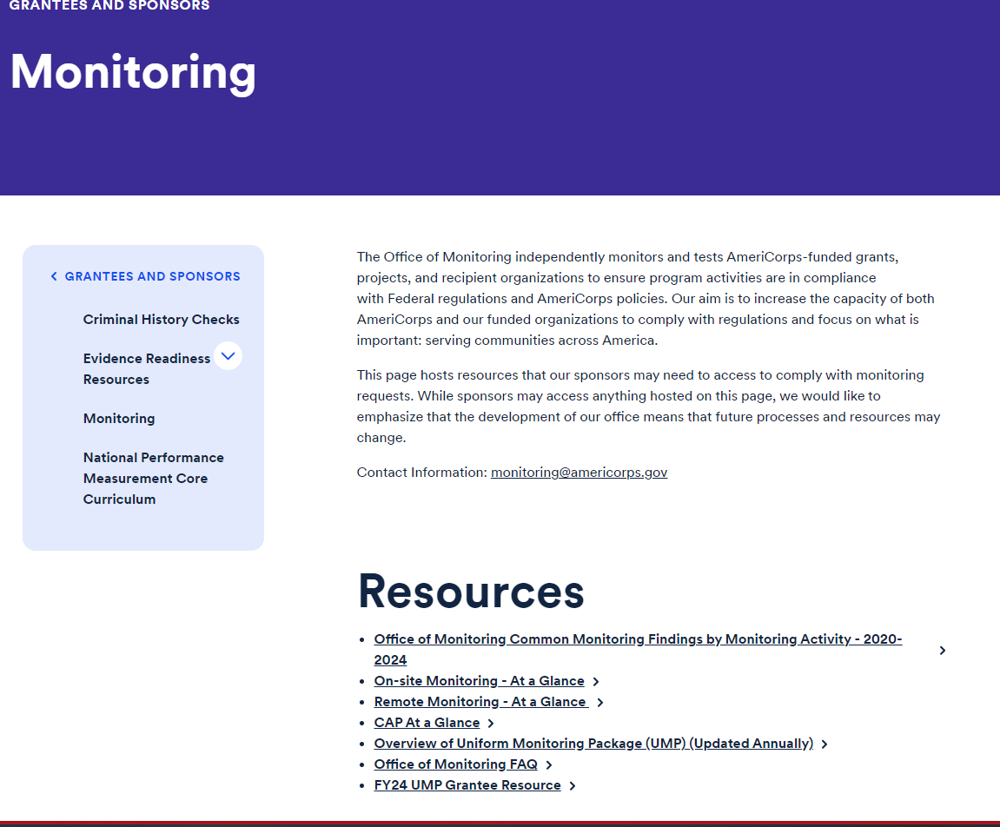 GRANTEES AND SPONSORS
Monitoring
GRANTEES AND SPONSORS
Criminal History Checks
Evidence Readiness
Resources
Monitoring
National Performance
Measurement Core
Curriculum
The Office of Monitoring independently monitors and tests AmeriCorps-funded grants,
projects, and recipient organizations to ensure program activities are in compliance
with Federal regulations and AmeriCorps policies. Our aim is to increase the capacity of both
AmeriCorps and our funded organizations to comply with regulations and focus on what is
important: serving communities across America.
This page hosts resources that our sponsors may need to access to comply with monitoring
requests. While sponsors may access anything hosted on this page, we would like to
emphasize that the development of our office means that future processes and resources may
change.
Contact Information: monitoring@americorps.gov
Resources
Office of Monitoring Common Monitoring Findings by Monitoring Activity - 2020-
2024
On-site Monitoring - At a Glance
Remote Monitoring - At a Glance
CAP At a Glance
Overview of Uniform Monitoring Package (UMP) (Updated Annually)
Office of Monitoring FAQ
FY24 UMP Grantee Resource